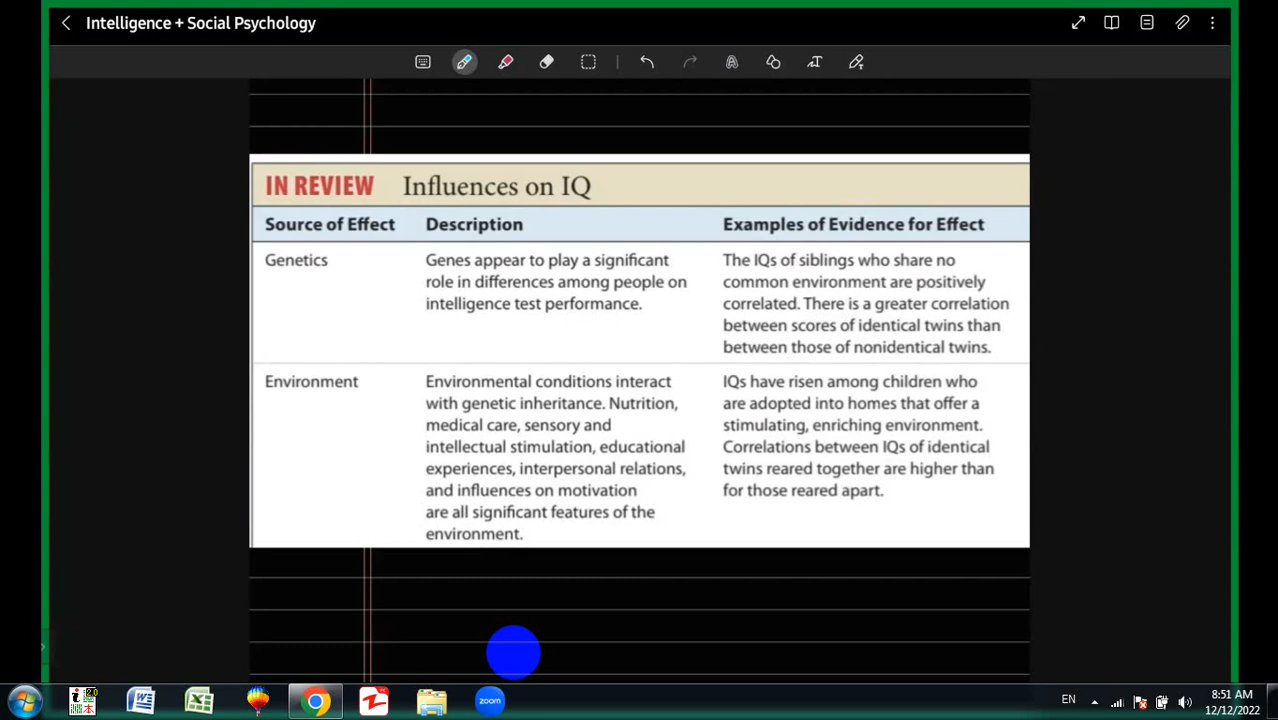 Intelligence + Social Psychology
IN REVIEW Influences on IQ
Source of Effect Description Examples of Evidence for Effect
Genetics
Genes appear to play a significant
role in differences among people on
intelligence test performance.
The IQs of siblings who share no
common environment are positively
correlated. There is a greater correlation
between scores of identical twins than
between those of nonidentical twins.
Environment
Environmental conditions interact
with genetic inheritance. Nutrition,
medical care, sensory and
intellectual stimulation, educational
experiences, interpersonal relations,
and influences on motivation
are all significant features of the
environment.
IQs have risen among children who
are adopted into homes that offer a
stimulating, enriching environment.
Correlations between IQs of identical
twins reared together are higher than
for those reared apart.
zoom
EN
8:51 AM
12/12/2022